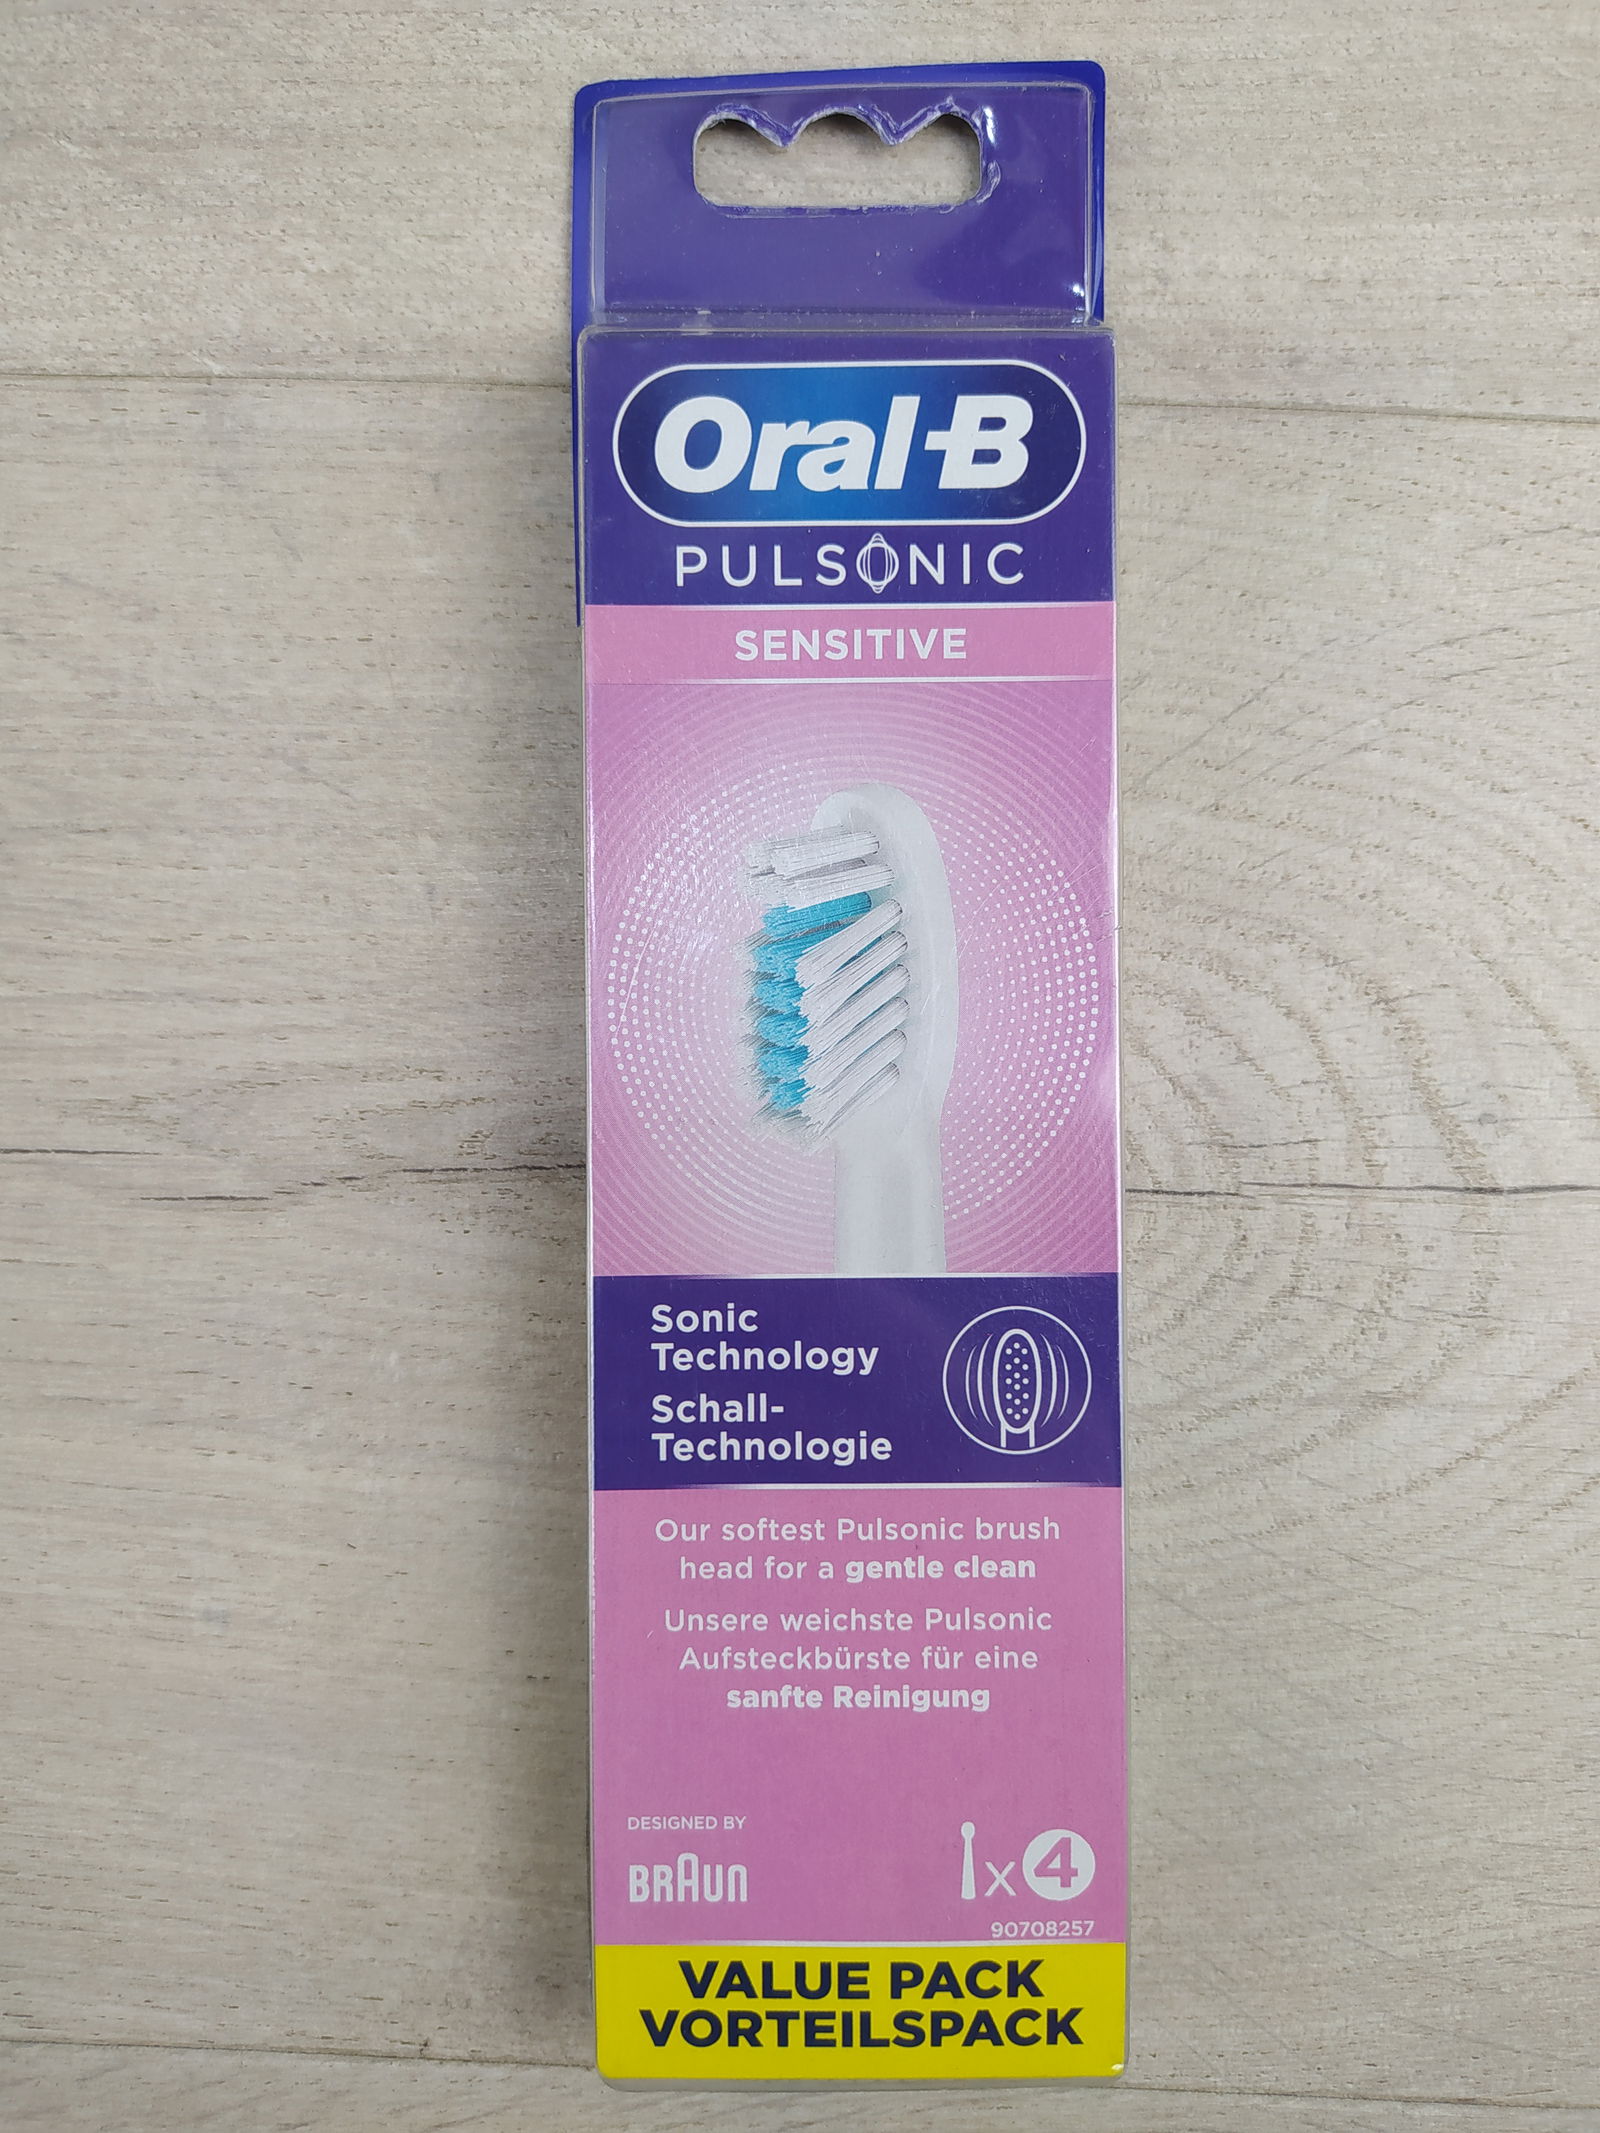 Oral-B
PULSONIC
SENSITIVE
Sonic
Technology
Schall-
Technologie
Our softest Pulsonic brush
head for a gentle clean
Unsere weichste Pulsonic
Aufsteckbürste für eine
sanfte Reinigung
DESIGNED BY
BRAUN
x 4
90708257
VALUE PACK
VORTEILSPACK